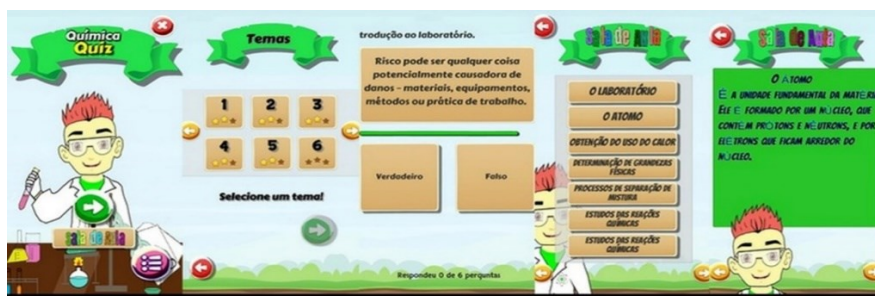 Química
Quiz
Sala de Aula
Temas
1 2 3
4 5 6
Selecione um tema!
trodução ao laboratório.
Risco pode ser qualquer coisa
potencialmente causadora de
danos – materiais, equipamentos,
métodos ou prática de trabalho.
Verdadeiro Falso
Respondeu 0 de 6 perguntas
Sala de Aula
O LABORATÓRIO
O ATOMO
OBTENÇÃO DO USO DO CALOR
DETERMINAÇÃO DE GRANDEZAS
FÍSICAS
PROCESSOS DE SEPARAÇÃO DE
MISTURA
ESTUDOS DAS REAÇÕES
QUÍMICAS
ESTUDOS DAS REAÇÕES
QUÍMICAS
Sala de Aula
O ATOMO
É A UNIDADE FUNDAMENTAL DA MATÉRI
ELE É FORMADO POR UM NÚCLEO, QUE
CONTÉM PRÓTONS E NÊUTRONS, E POR
ELÉTRONS QUE FICAM ARREDOR DO
NÚCLEO.